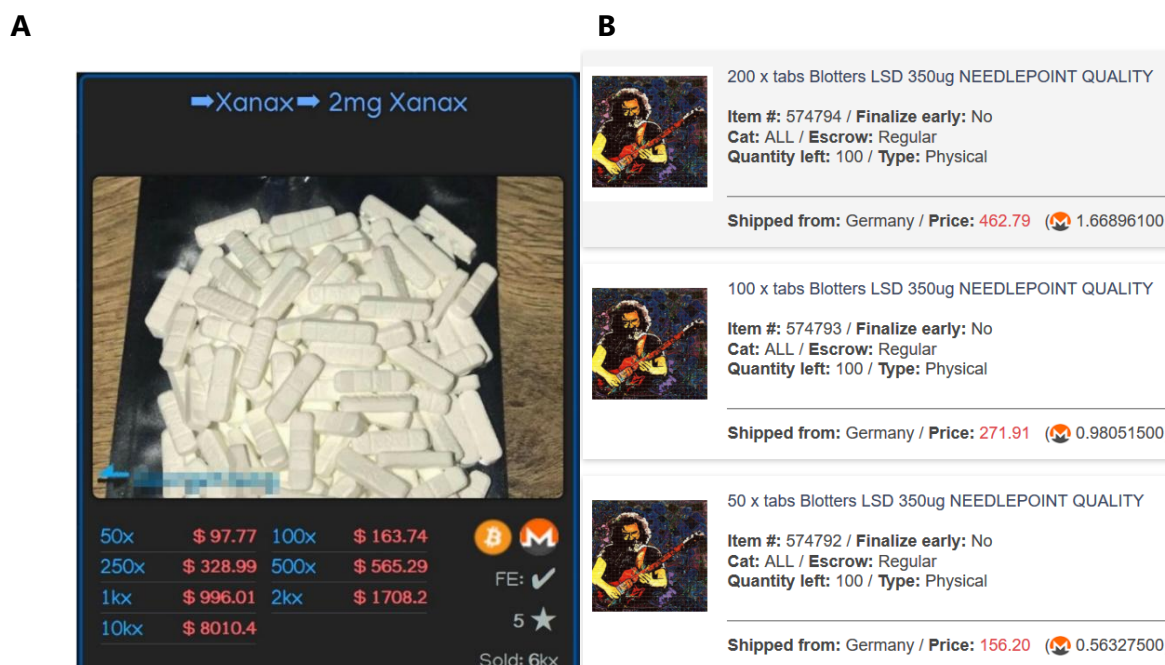 A
➡Xanax➡ 2mg Xanax
50x $ 97.77 100x $ 163.74
250x $ 328.99 500x $ 565.29
1kx $ 996.01 2kx $ 1708.2
10kx $ 8010.4
FE: ✔
5 ★
Sold: 6kx
B
200 x tabs Blotters LSD 350ug NEEDLEPOINT QUALITY
Item #: 574794 / Finalize early: No
Cat: ALL / Escrow: Regular
Quantity left: 100 / Type: Physical
Shipped from: Germany / Price: 462.79 ( 1.66896100
100 x tabs Blotters LSD 350ug NEEDLEPOINT QUALITY
Item #: 574793 / Finalize early: No
Cat: ALL / Escrow: Regular
Quantity left: 100 / Type: Physical
Shipped from: Germany / Price: 271.91 ( 0.98051500
50 x tabs Blotters LSD 350ug NEEDLEPOINT QUALITY
Item #: 574792 / Finalize early: No
Cat: ALL / Escrow: Regular
Quantity left: 100 / Type: Physical
Shipped from: Germany / Price: 156.20 ( 0.56327500